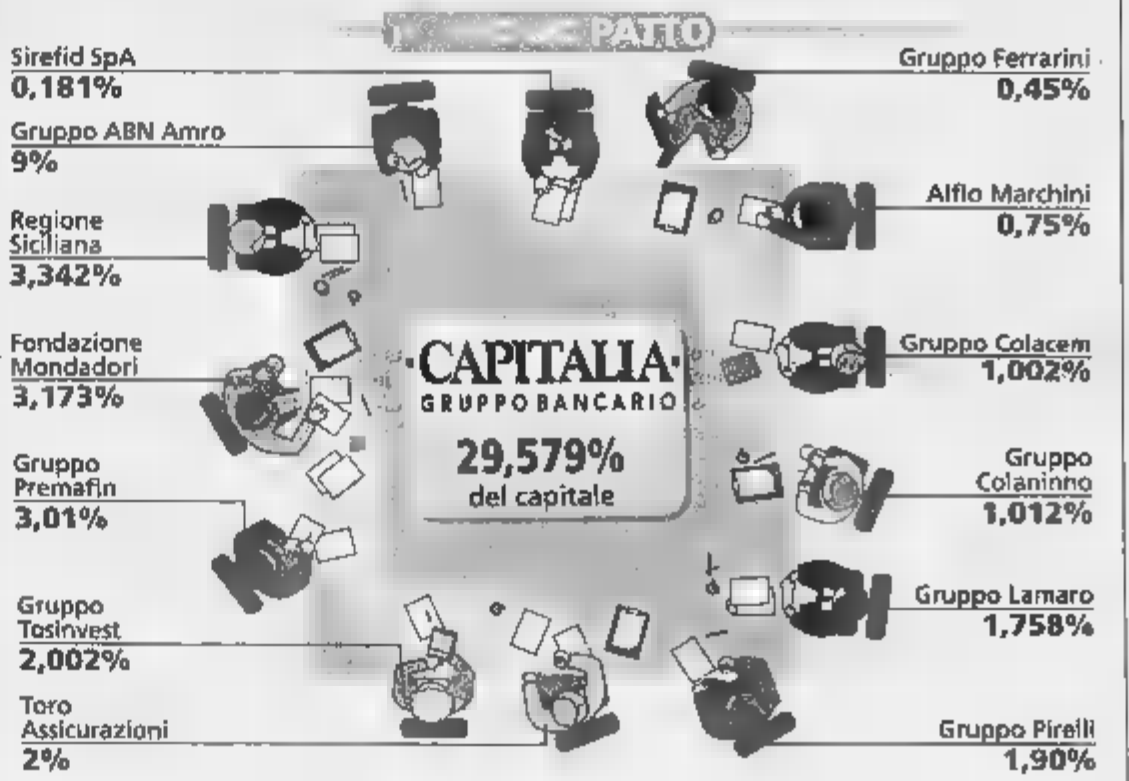 PATTO
Sirefid SpA
0,181%
Gruppo ABN Amro
9%
Regione
Siciliana
3,342%
Fondazione
Mondadori
3,173%
Gruppo
Premafin
3,01%
Gruppo
Tosinvest
2,002%
Toro
Assicurazioni
2%
CAPITALIA
GRUPPO BANCARIO
29,579%
del capitale
Gruppo Ferrarini
0,45%
Alfio Marchini
0,75%
Gruppo Colacem
1,002%
Gruppo
Colaninno
1,012%
Gruppo Lamaro
1,758%
Gruppo Pirelli
1,90%